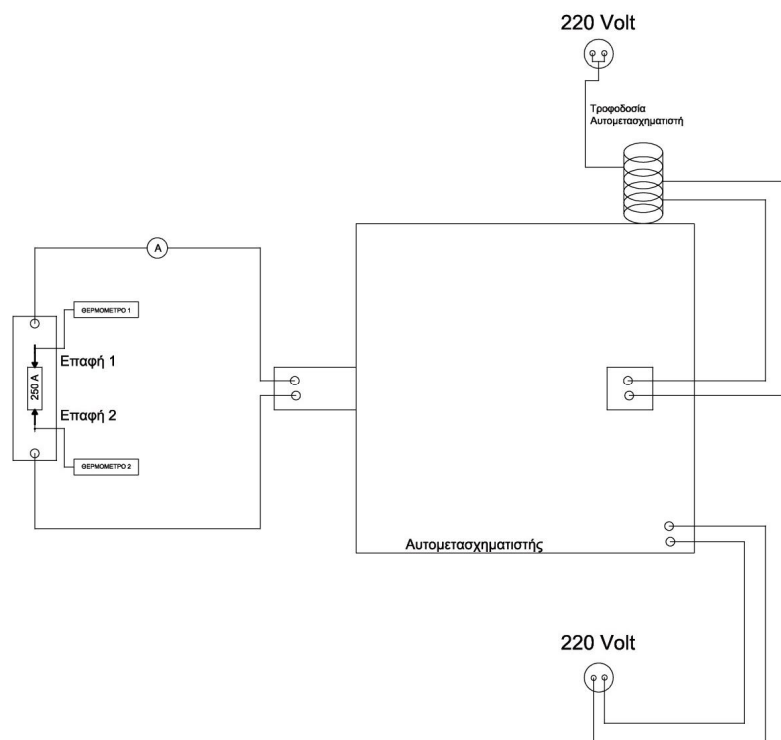 220 Volt
Τροφοδοσία
Αυτομετασχηματιστή
A
ΘΕΡΜΟΜΕΤΡΟ 1
Επαφή 1
250 A
Επαφή 2
ΘΕΡΜΟΜΕΤΡΟ 2
Αυτομετασχηματιστής
220 Volt